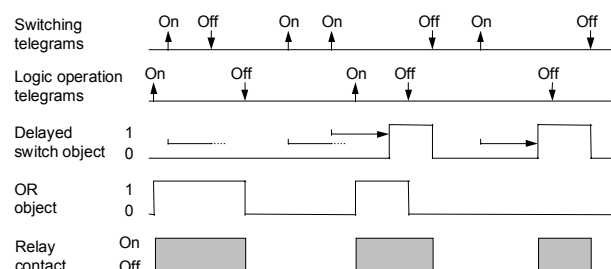 Switching telegrams On Off On On Off On Off
Logic operation telegrams On Off On Off Off
Delayed switch object 1 0
OR object 1 0
Relay contact On Off